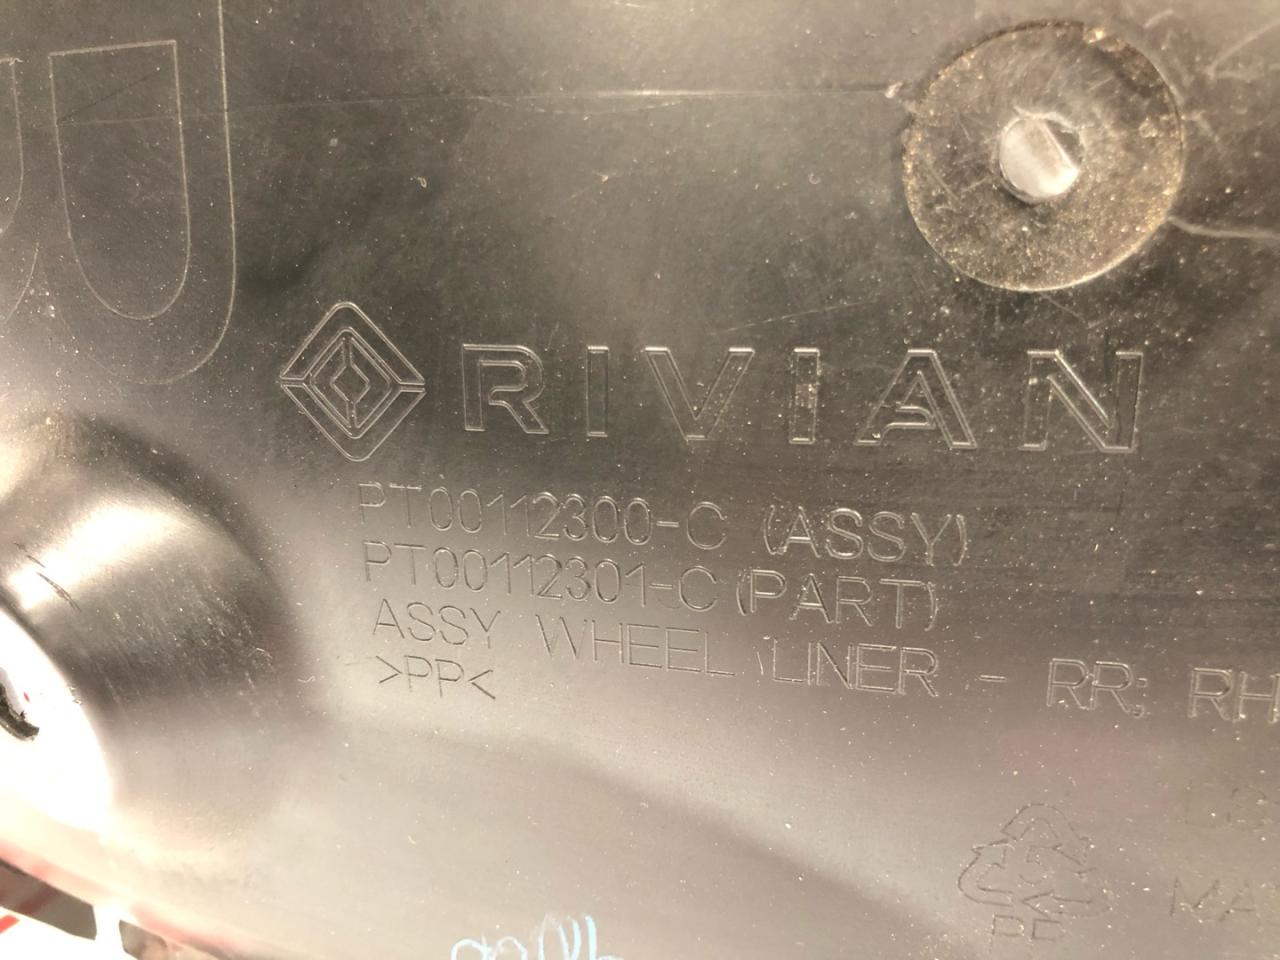 RIVIAN
PT00112300-C (ASSY)
PT00112301-C (PART)
ASSY WHEEL LINER - RR; RH
>PP<